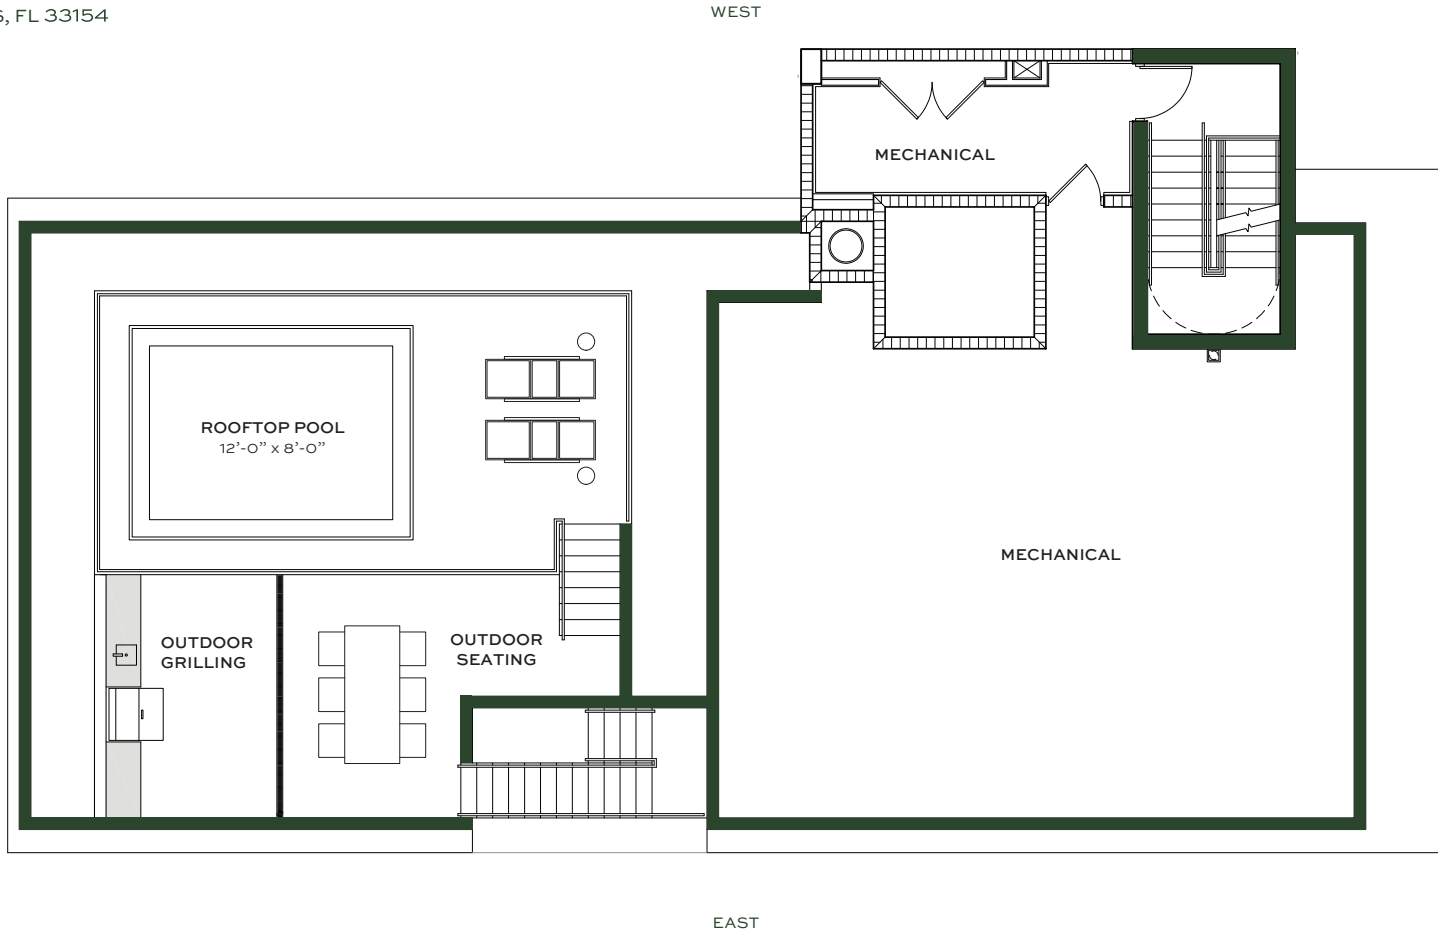 S, FL 33154
WEST
MECHANICAL
ROOFTOP POOL
12’-0” x 8’-0”
MECHANICAL
OUTDOOR
GRILLING
OUTDOOR
SEATING
EAST